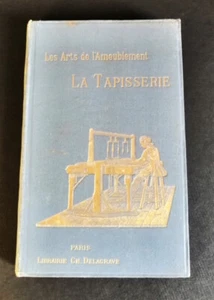 Les Arts de l'Ameublement
LA TAPISSERIE
PARIS
LIBRAIRIE CH. DELAGRAVE